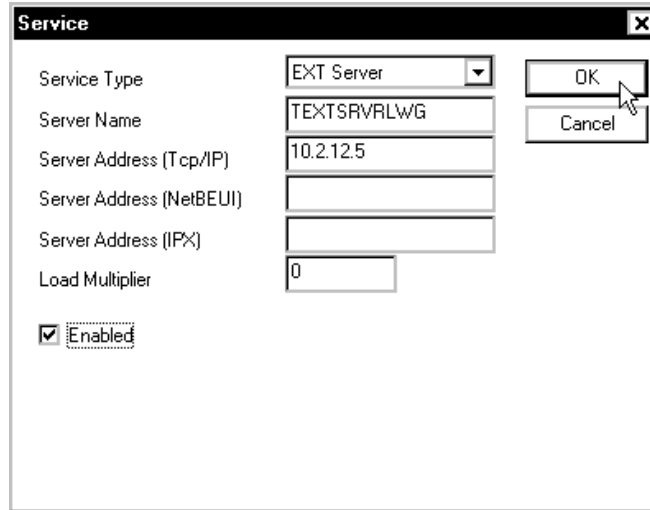 Service
Service Type EXT Server
OK
Server Name TEXTSRVRLWG
Cancel
Server Address (Tcp/IP) 10.2.12.5
Server Address (NetBEUI)
Server Address (IPX)
Load Multiplier 0
Enabled